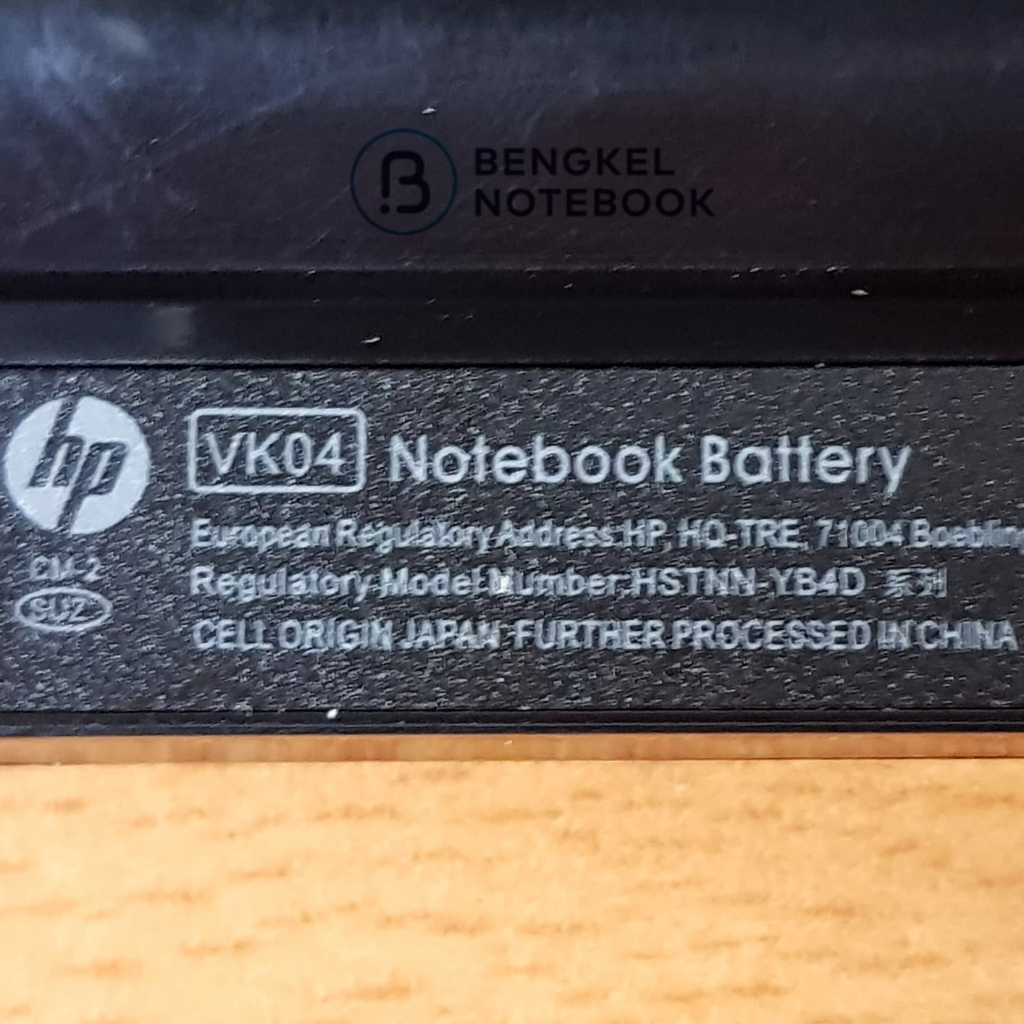 BENGKEL
NOTEBOOK
hp
VK04 Notebook Battery
European Regulatory Address:HP, HQ-TRE, 71004 Boebling
CM-2
Regulatory Model Number:HSTNN-YB4D 系列
SUZ
CELL ORIGIN JAPAN FURTHER PROCESSED IN CHINA